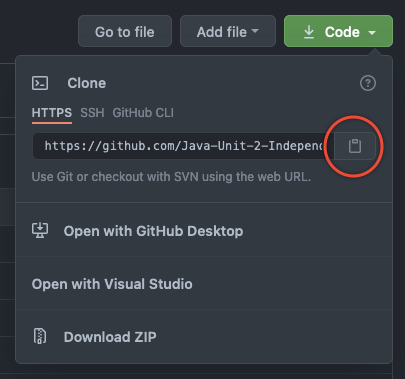 Go to file
Add file
Code
Clone
HTTPS SSH GitHub CLI
https://github.com/Java-Unit-2-Independ
Use Git or checkout with SVN using the web URL.
Open with GitHub Desktop
Open with Visual Studio
Download ZIP